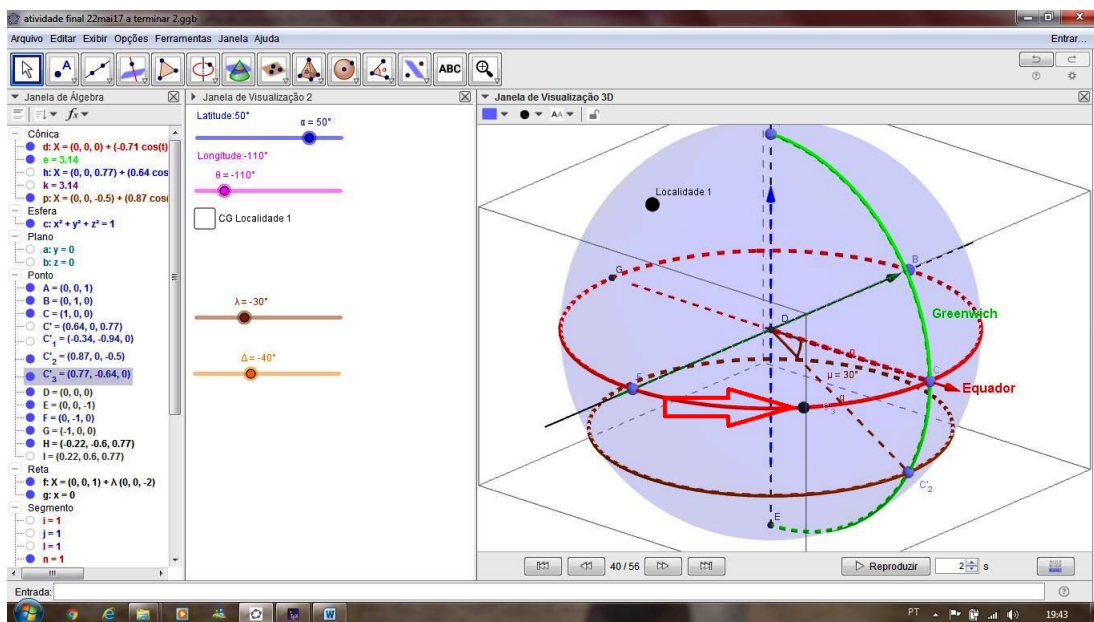 atividade final 22mai17 a terminar 2.ggb
Arquivo Editar Exibir Opções Ferramentas Janela Ajuda
Entrar...
A
ABC
Janela de Álgebra
Cônica
d: X = (0, 0, 0) + (-0.71 cos(t)
e = 3.14
h: X = (0, 0, 0.77) + (0.64 cos
k = 3.14
p: X = (0, 0, -0.5) + (0.87 cos(
Esfera
c: x² + y² + z² = 1
Plano
a: y = 0
b: z = 0
Ponto
A = (0, 0, 1)
B = (0, 1, 0)
C = (1, 0, 0)
C' = (0.64, 0, 0.77)
C'₁ = (-0.34, -0.94, 0)
C'₂ = (0.87, 0, -0.5)
C'₃ = (0.77, -0.64, 0)
D = (0, 0, 0)
E = (0, 0, -1)
F = (0, -1, 0)
G = (-1, 0, 0)
H = (-0.22, -0.6, 0.77)
I = (0.22, 0.6, 0.77)
Reta
f: X = (0, 0, 1) + λ (0, 0, -2)
g: x = 0
Segmento
i = 1
j = 1
l = 1
n = 1
Entrada:
Janela de Visualização 2
Latitude:50°
α = 50°
Longitude:-110°
θ = -110°
CG Localidade 1
λ = -30°
Δ = -40°
Janela de Visualização 3D
AA
Localidade 1
G
B
Greenwich
D
n
F
μ = 30°
C
Equador
q
C'₂
E
40 / 56
Reproduzir
2
s
PT
19:43